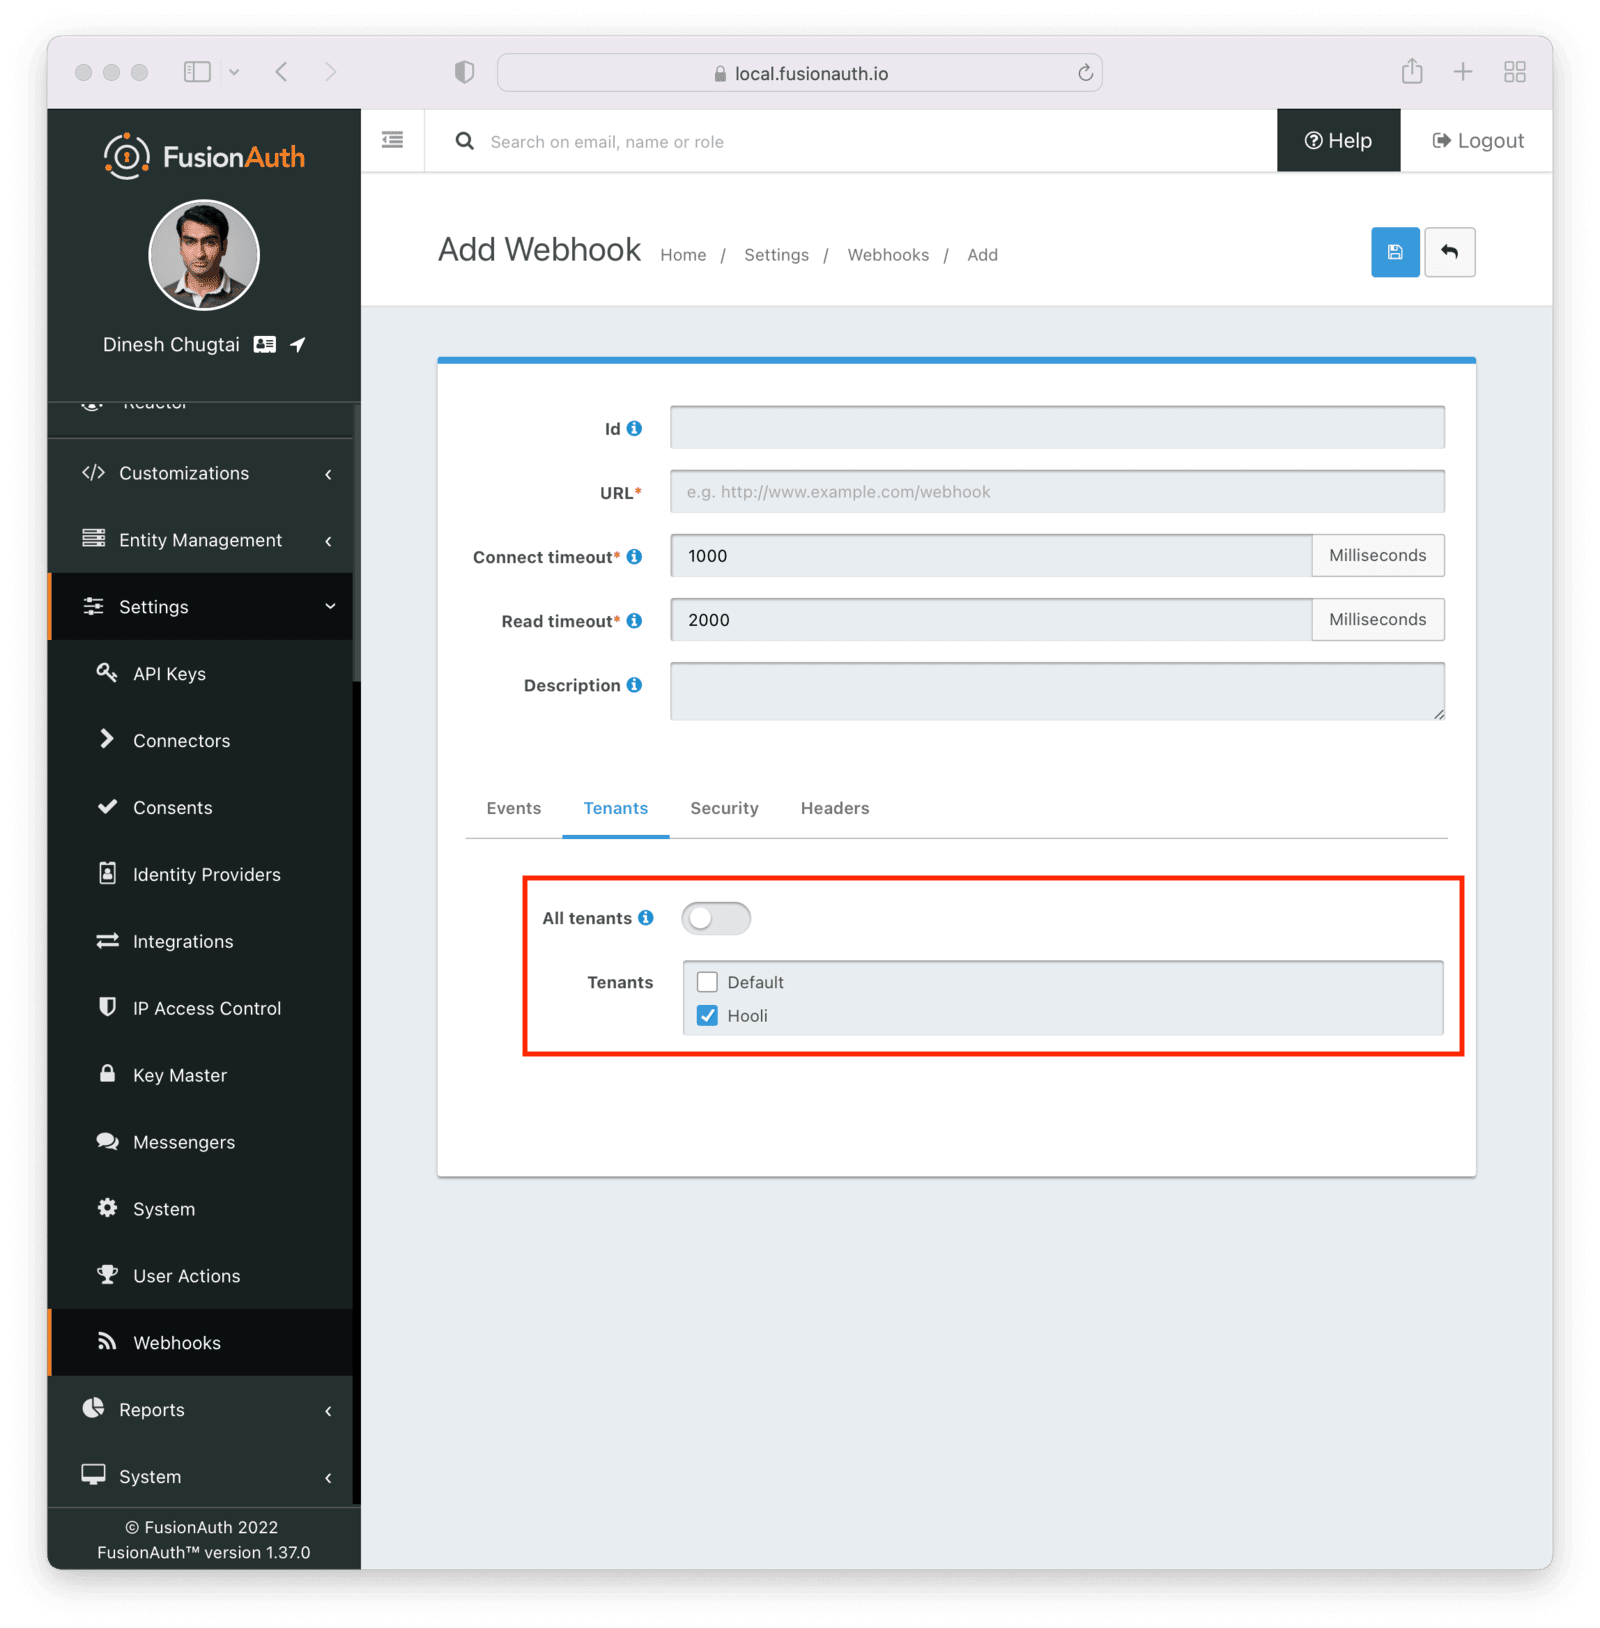 local.fusionauth.io
FusionAuth
Search on email, name or role
Help
Logout
Dinesh Chugtai
Add Webhook
Home / Settings / Webhooks / Add
Reactor
Customizations
Entity Management
Settings
API Keys
Connectors
Consents
Identity Providers
Integrations
IP Access Control
Key Master
Messengers
System
User Actions
Webhooks
Reports
System
© FusionAuth 2022
FusionAuth™ version 1.37.0
Id
URL*
e.g. http://www.example.com/webhook
Connect timeout*
1000
Milliseconds
Read timeout*
2000
Milliseconds
Description
Events
Tenants
Security
Headers
All tenants
Tenants
Default
Hooli